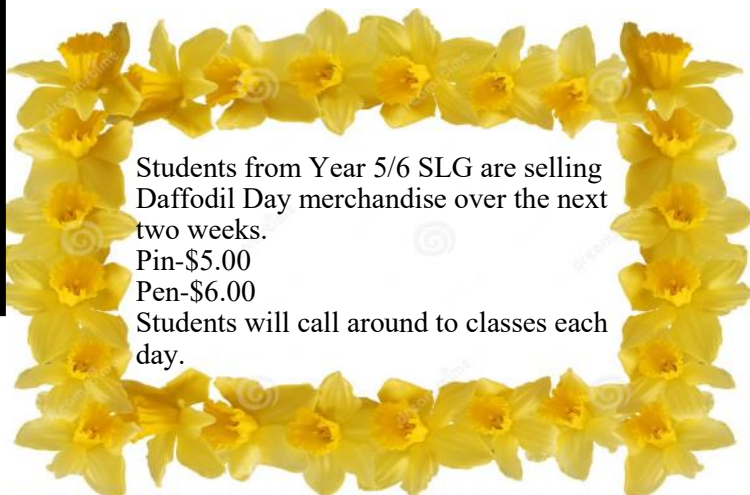 Students from Year 5/6 SLG are selling
Daffodil Day merchandise over the next
two weeks.
Pin-$5.00
Pen-$6.00
Students will call around to classes each
day.